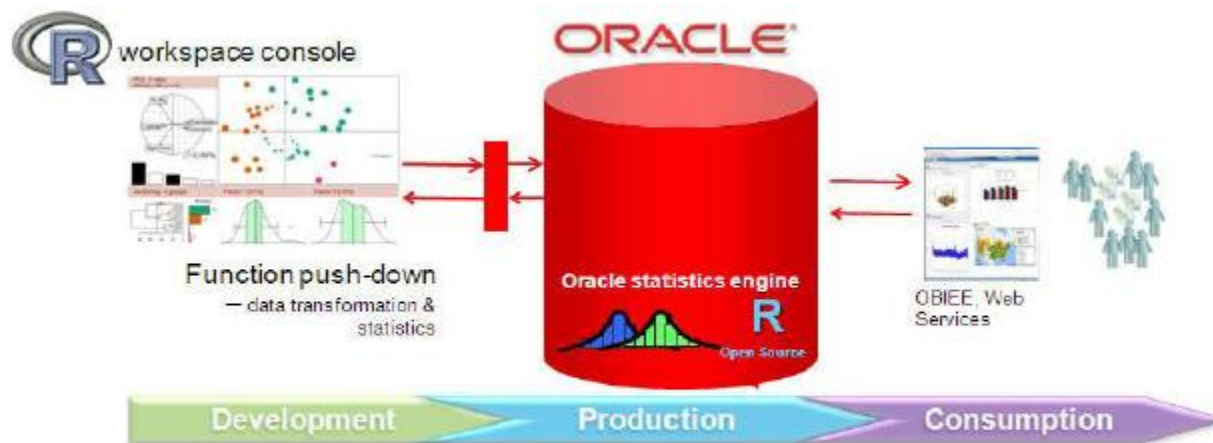 R
workspace console
ORACLE
Function push-down
— data transformation &
statistics
Oracle statistics engine
R
Open Source
OBIEE, Web
Services
Development
Production
Consumption